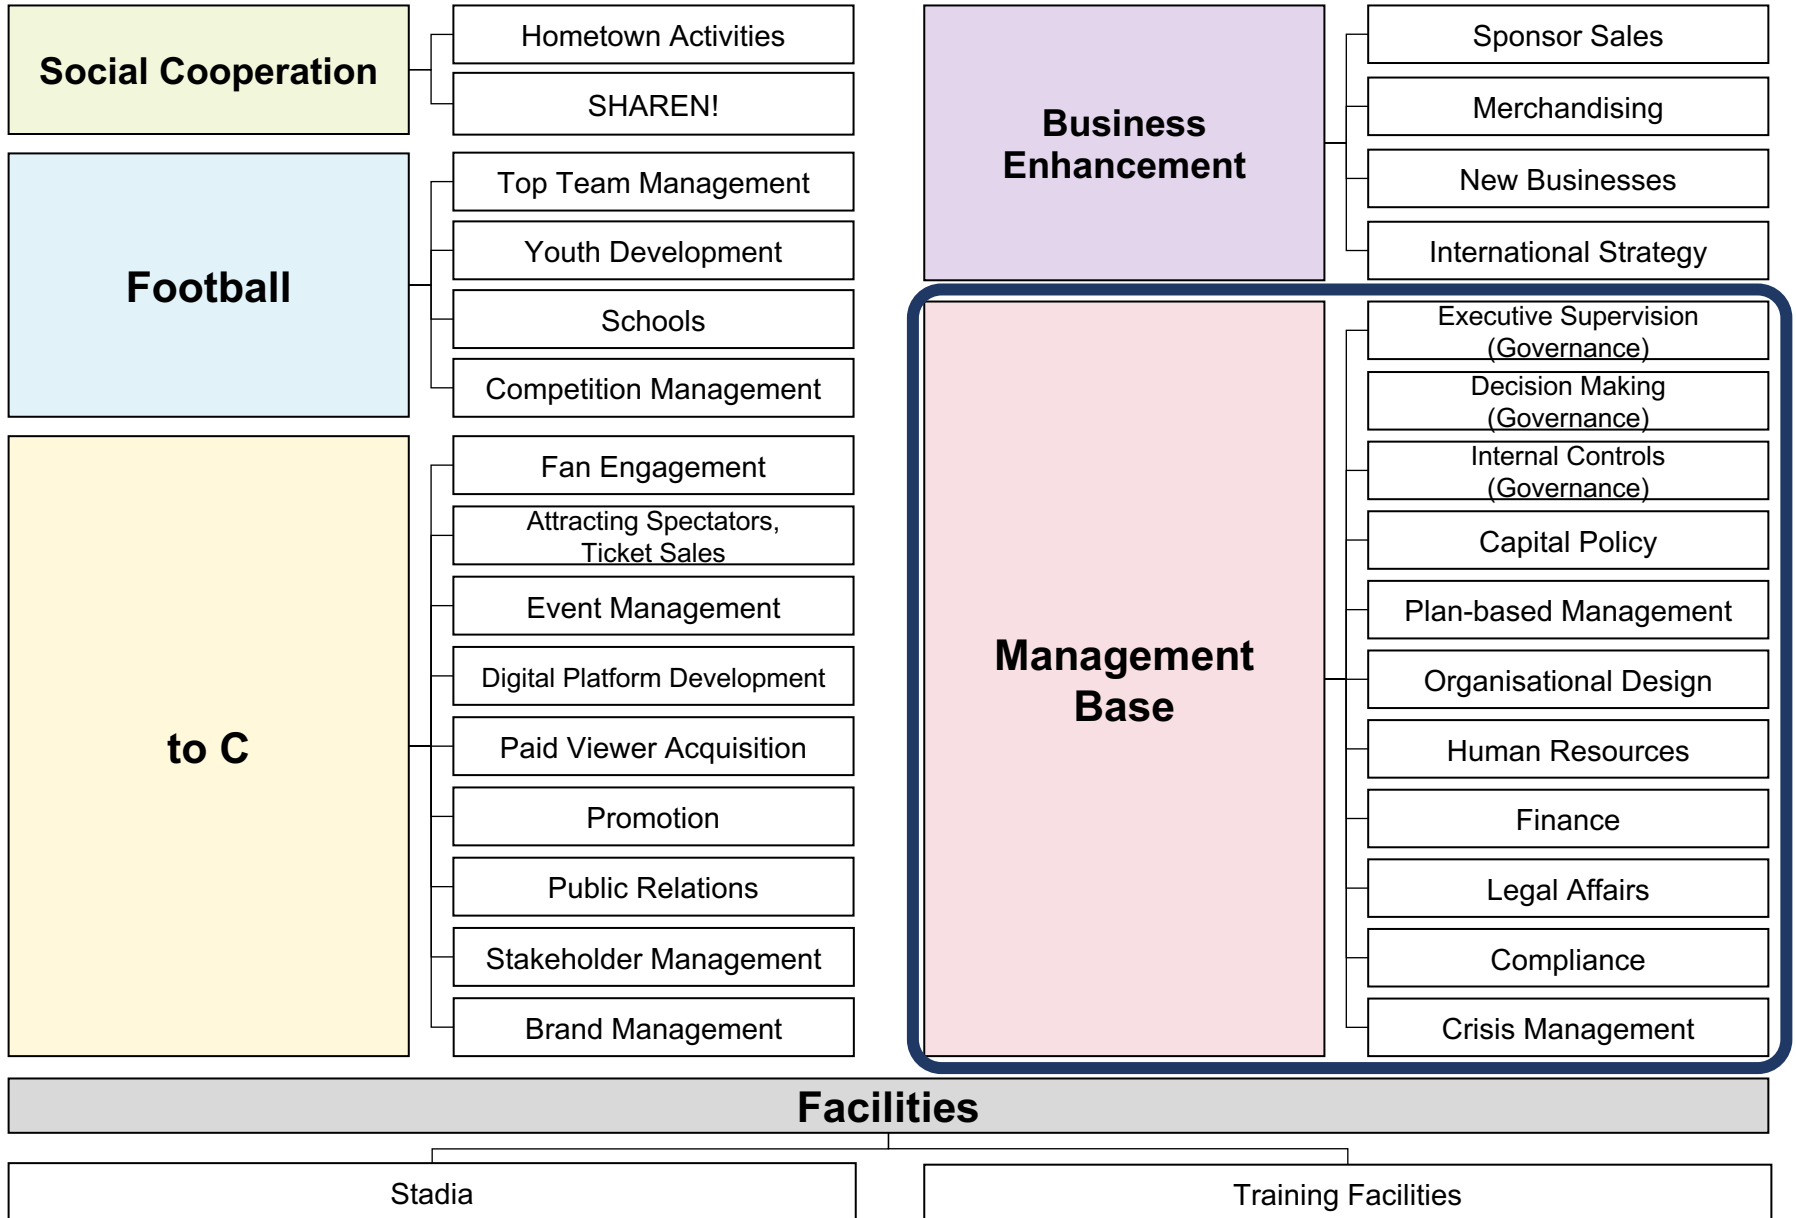 Social Cooperation
Hometown Activities
SHAREN!
Football
Top Team Management
Youth Development
Schools
Competition Management
to C
Fan Engagement
Attracting Spectators,
Ticket Sales
Event Management
Digital Platform Development
Paid Viewer Acquisition
Promotion
Public Relations
Stakeholder Management
Brand Management
Business
Enhancement
Sponsor Sales
Merchandising
New Businesses
International Strategy
Management
Base
Executive Supervision
(Governance)
Decision Making
(Governance)
Internal Controls
(Governance)
Capital Policy
Plan-based Management
Organisational Design
Human Resources
Finance
Legal Affairs
Compliance
Crisis Management
Facilities
Stadia
Training Facilities